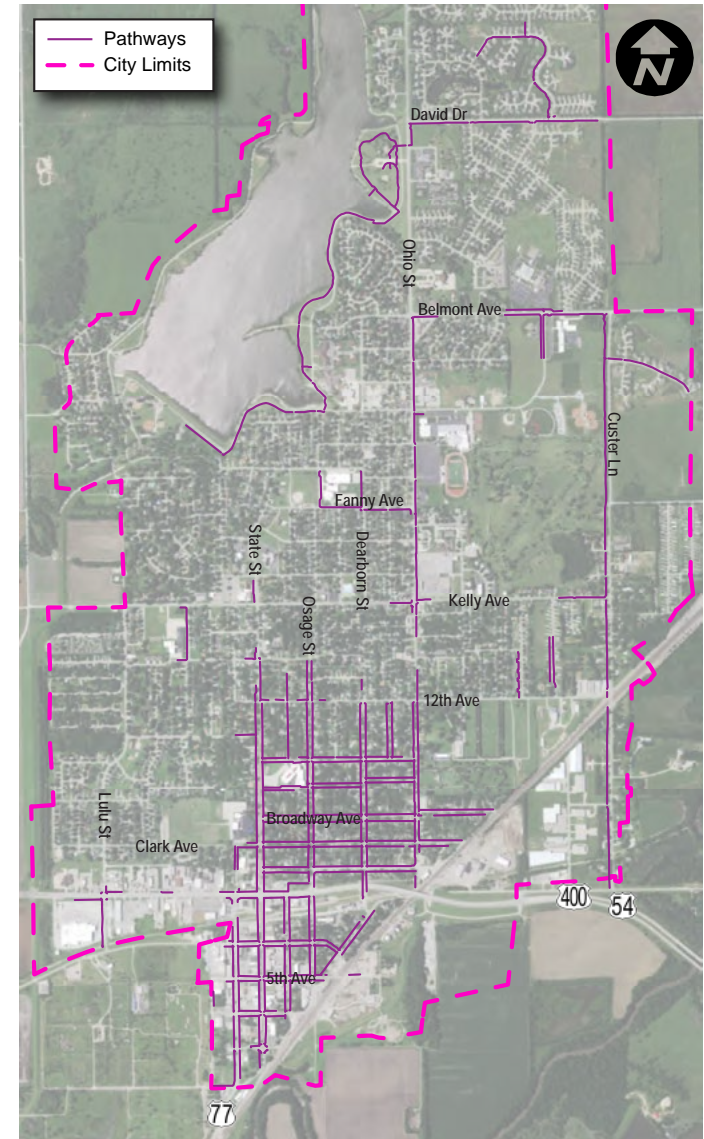 Pathways
City Limits
N
David Dr
Ohio St
Belmont Ave
Custer Ln
Fanny Ave
State St
Dearborn St
Osage St
Kelly Ave
12th Ave
Lulu St
Broadway Ave
Clark Ave
400
54
5th Ave
77